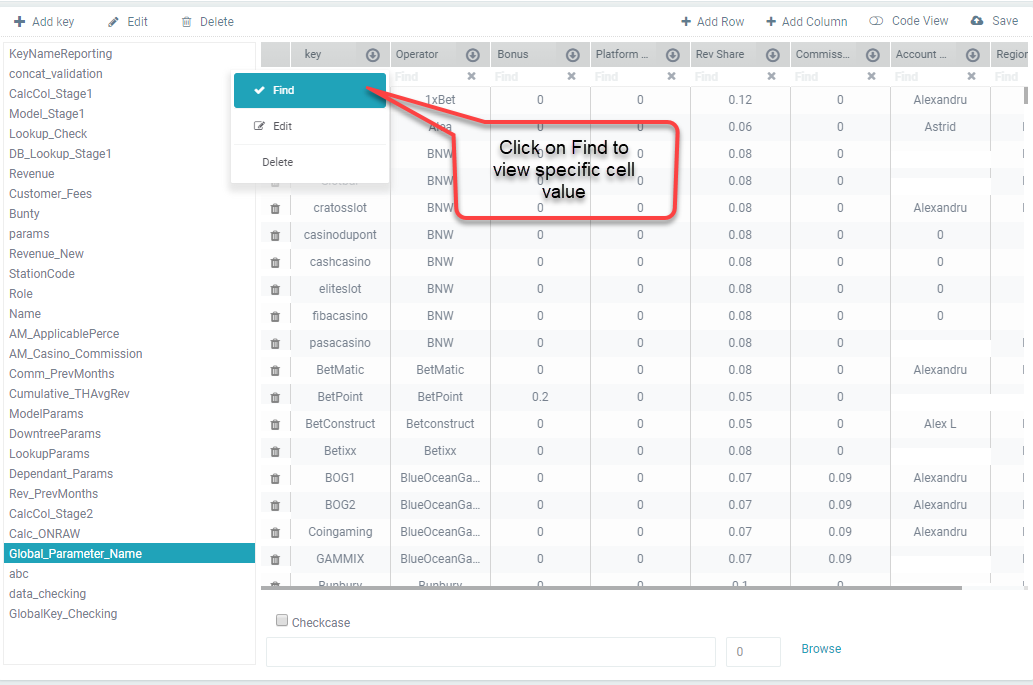 Add key Edit Delete Add Row Add Column Code View Save
key Operator Bonus Platform ... Rev Share Commiss... Account ... Region
Find Find Find Find Find Find Find
KeyNameReporting
concat_validation
CalcCol_Stage1
Model_Stage1
Lookup_Check
DB_Lookup_Stage1
Revenue
Customer_Fees
Bunty
params
Revenue_New
StationCode
Role
Name
AM_ApplicablePerce
AM_Casino_Commission
Comm_PrevMonths
Cumulative_THAvgRev
ModelParams
DowntreeParams
LookupParams
Dependant_Params
Rev_PrevMonths
CalcCol_Stage2
Calc_ONRAW
Global_Parameter_Name
abc
data_checking
GlobalKey_Checking
Find
Edit
Delete
Click on Find to
view specific cell
value
1xBet 0 0 0.12 0 Alexandru
Alea 0 0 0.06 0 Astrid
BNW 0 0 0.08 0
BNW 0 0 0.08 0
cratosslot BNW 0 0 0.08 0 Alexandru
casinodupont BNW 0 0 0.08 0 0
cashcasino BNW 0 0 0.08 0 0
eliteslot BNW 0 0 0.08 0 0
fibacasino BNW 0 0 0.08 0 0
pasacasino BNW 0 0 0.08 0
BetMatic BetMatic 0 0 0.08 0 Alexandru
BetPoint BetPoint 0.2 0 0.05 0
BetConstruct Betconstruct 0 0 0.05 0 Alex L
Betixx Betixx 0 0 0.08 0
BOG1 BlueOceanGa... 0 0 0.07 0.09 Alexandru
BOG2 BlueOceanGa... 0 0 0.07 0.09 Alexandru
Coingaming BlueOceanGa... 0 0 0.07 0.09 Alexandru
GAMMIX BlueOceanGa... 0 0 0.07 0.09
Bunbury Bunbury 0 0 0.1 0
Checkcase
0 Browse